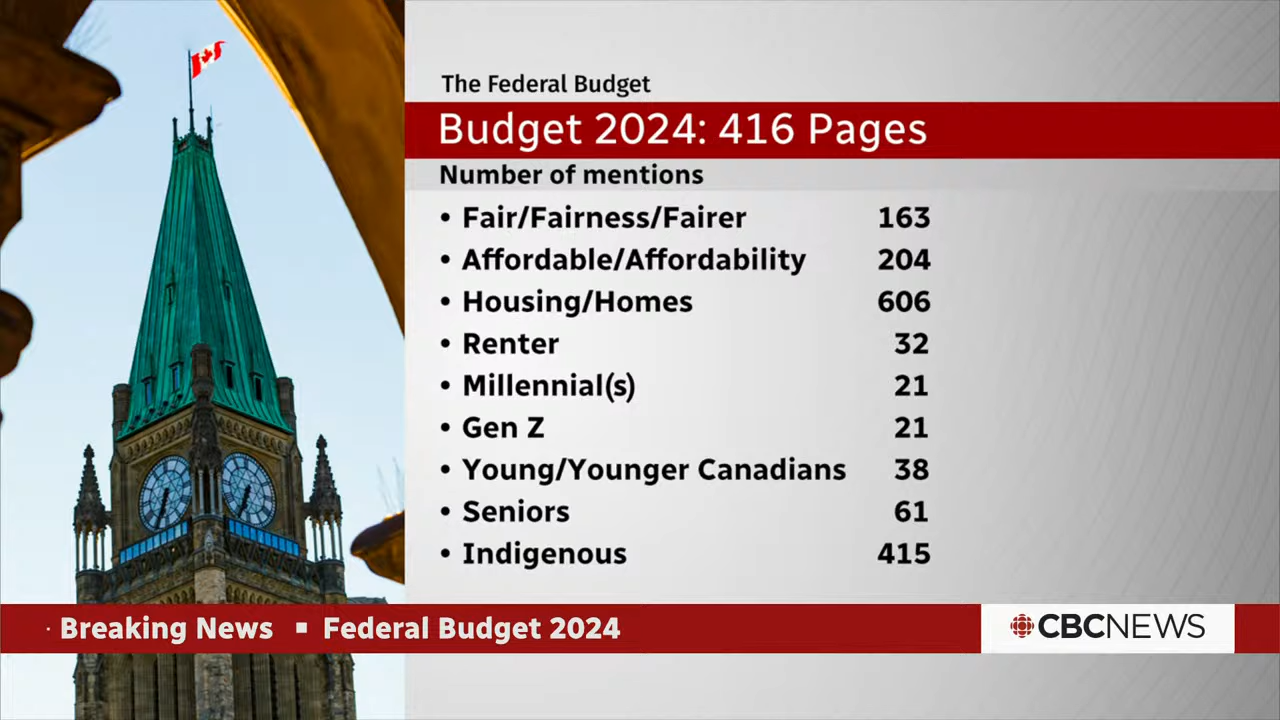 The Federal Budget
Budget 2024: 416 Pages
Number of mentions
• Fair/Fairness/Fairer 163
• Affordable/Affordability 204
• Housing/Homes 606
• Renter 32
• Millennial(s) 21
• Gen Z 21
• Young/Younger Canadians 38
• Seniors 61
• Indigenous 415
· Breaking News ▪ Federal Budget 2024
CBCNEWS